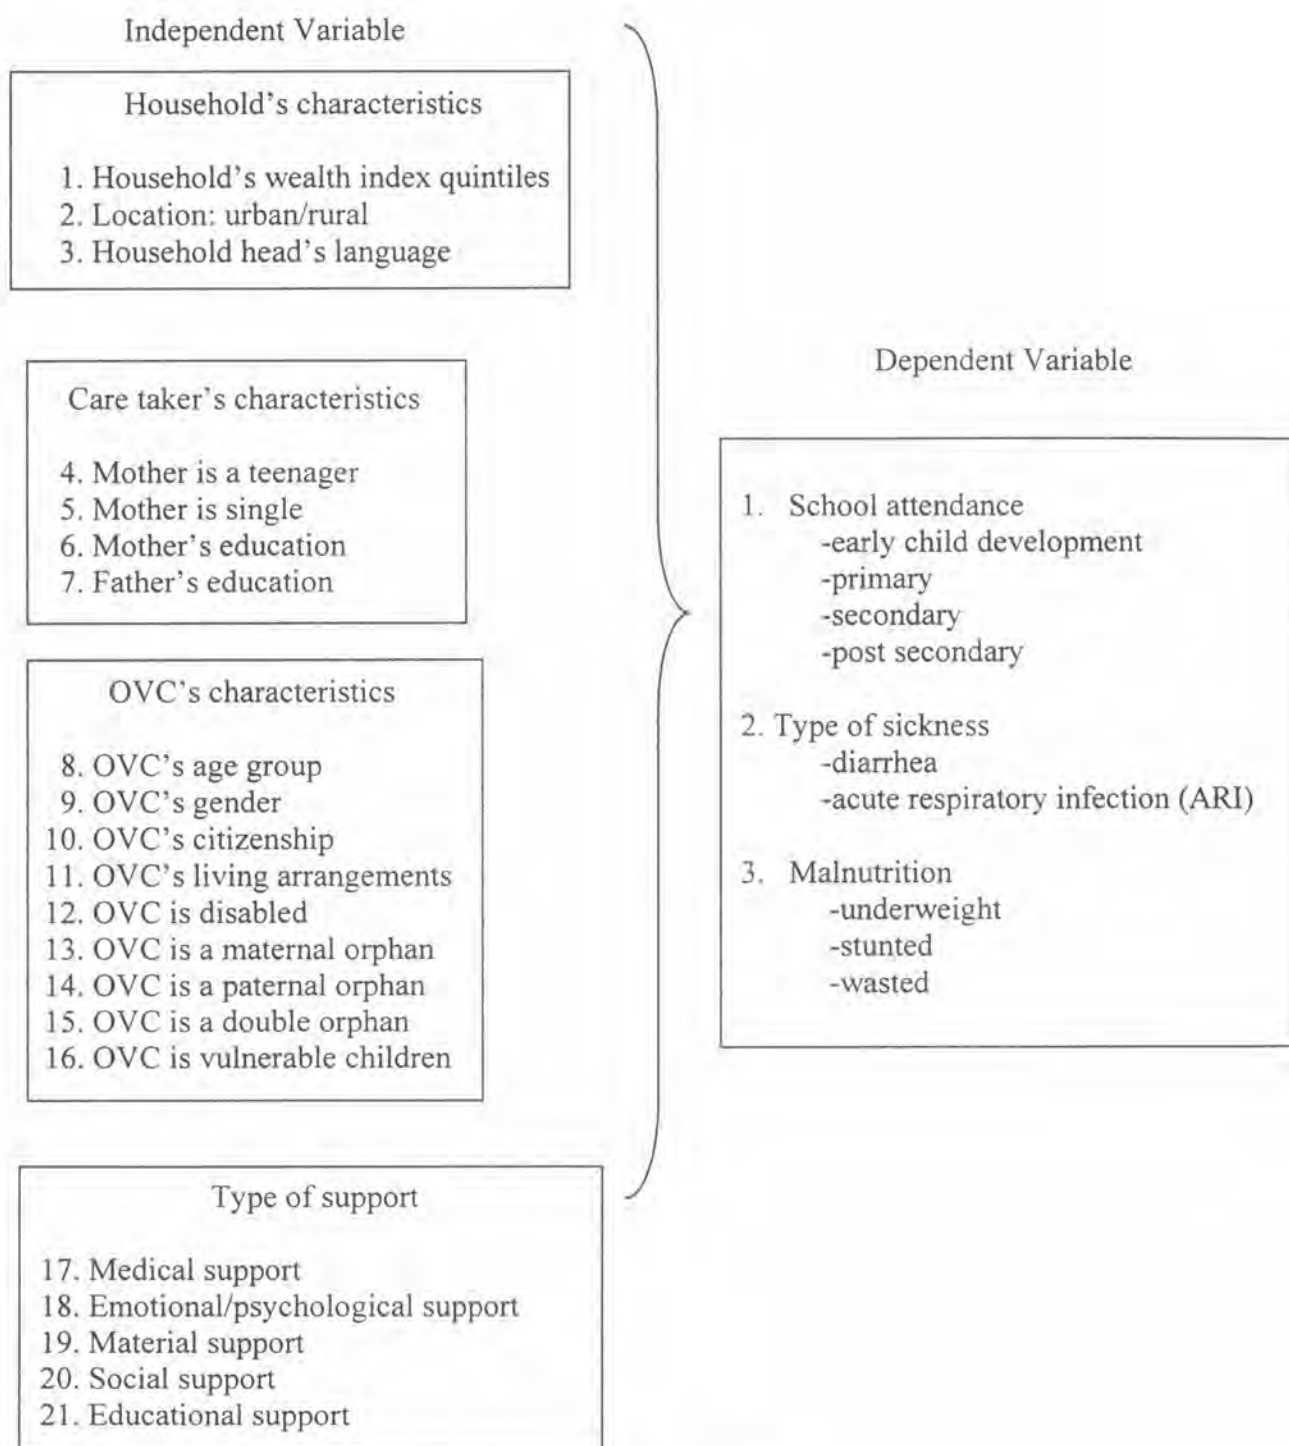 Independent Variable
Household's characteristics
1. Household's wealth index quintiles
2. Location: urban/rural
3. Household head's language
Care taker's characteristics
4. Mother is a teenager
5. Mother is single
6. Mother's education
7. Father's education
OVC's characteristics
8. OVC's age group
9. OVC's gender
10. OVC's citizenship
11. OVC's living arrangements
12. OVC is disabled
13. OVC is a maternal orphan
14. OVC is a paternal orphan
15. OVC is a double orphan
16. OVC is vulnerable children
Type of support
17. Medical support
18. Emotional/psychological support
19. Material support
20. Social support
21. Educational support
Dependent Variable
1. School attendance
-early child development
-primary
-secondary
-post secondary
2. Type of sickness
-diarrhea
-acute respiratory infection (ARI)
3. Malnutrition
-underweight
-stunted
-wasted